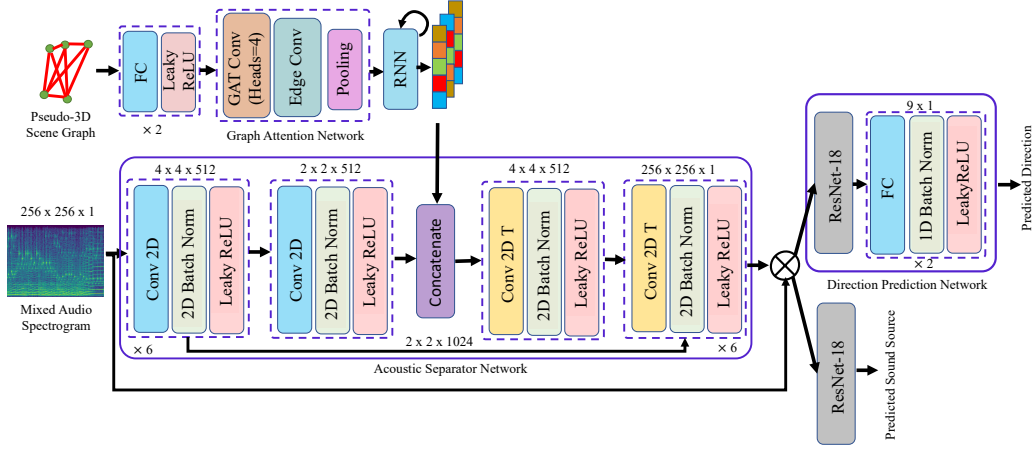 Pseudo-3D
Scene Graph
FC
Leaky
ReLU
× 2
GAT Conv
(Heads=4)
Edge Conv
Pooling
Graph Attention Network
RNN
256 x 256 x 1
Mixed Audio
Spectrogram
4 x 4 x 512
Conv 2D
2D Batch Norm
Leaky ReLU
× 6
2 x 2 x 512
Conv 2D
2D Batch Norm
Leaky ReLU
Concatenate
2 x 2 x 1024
4 x 4 x 512
Conv 2D T
2D Batch Norm
Leaky ReLU
256 x 256 x 1
Conv 2D T
2D Batch Norm
Leaky ReLU
× 6
Acoustic Separator Network
ResNet-18
9 x 1
FC
1D Batch Norm
LeakyReLU
× 2
Direction Prediction Network
Predicted Direction
ResNet-18
Predicted Sound Source